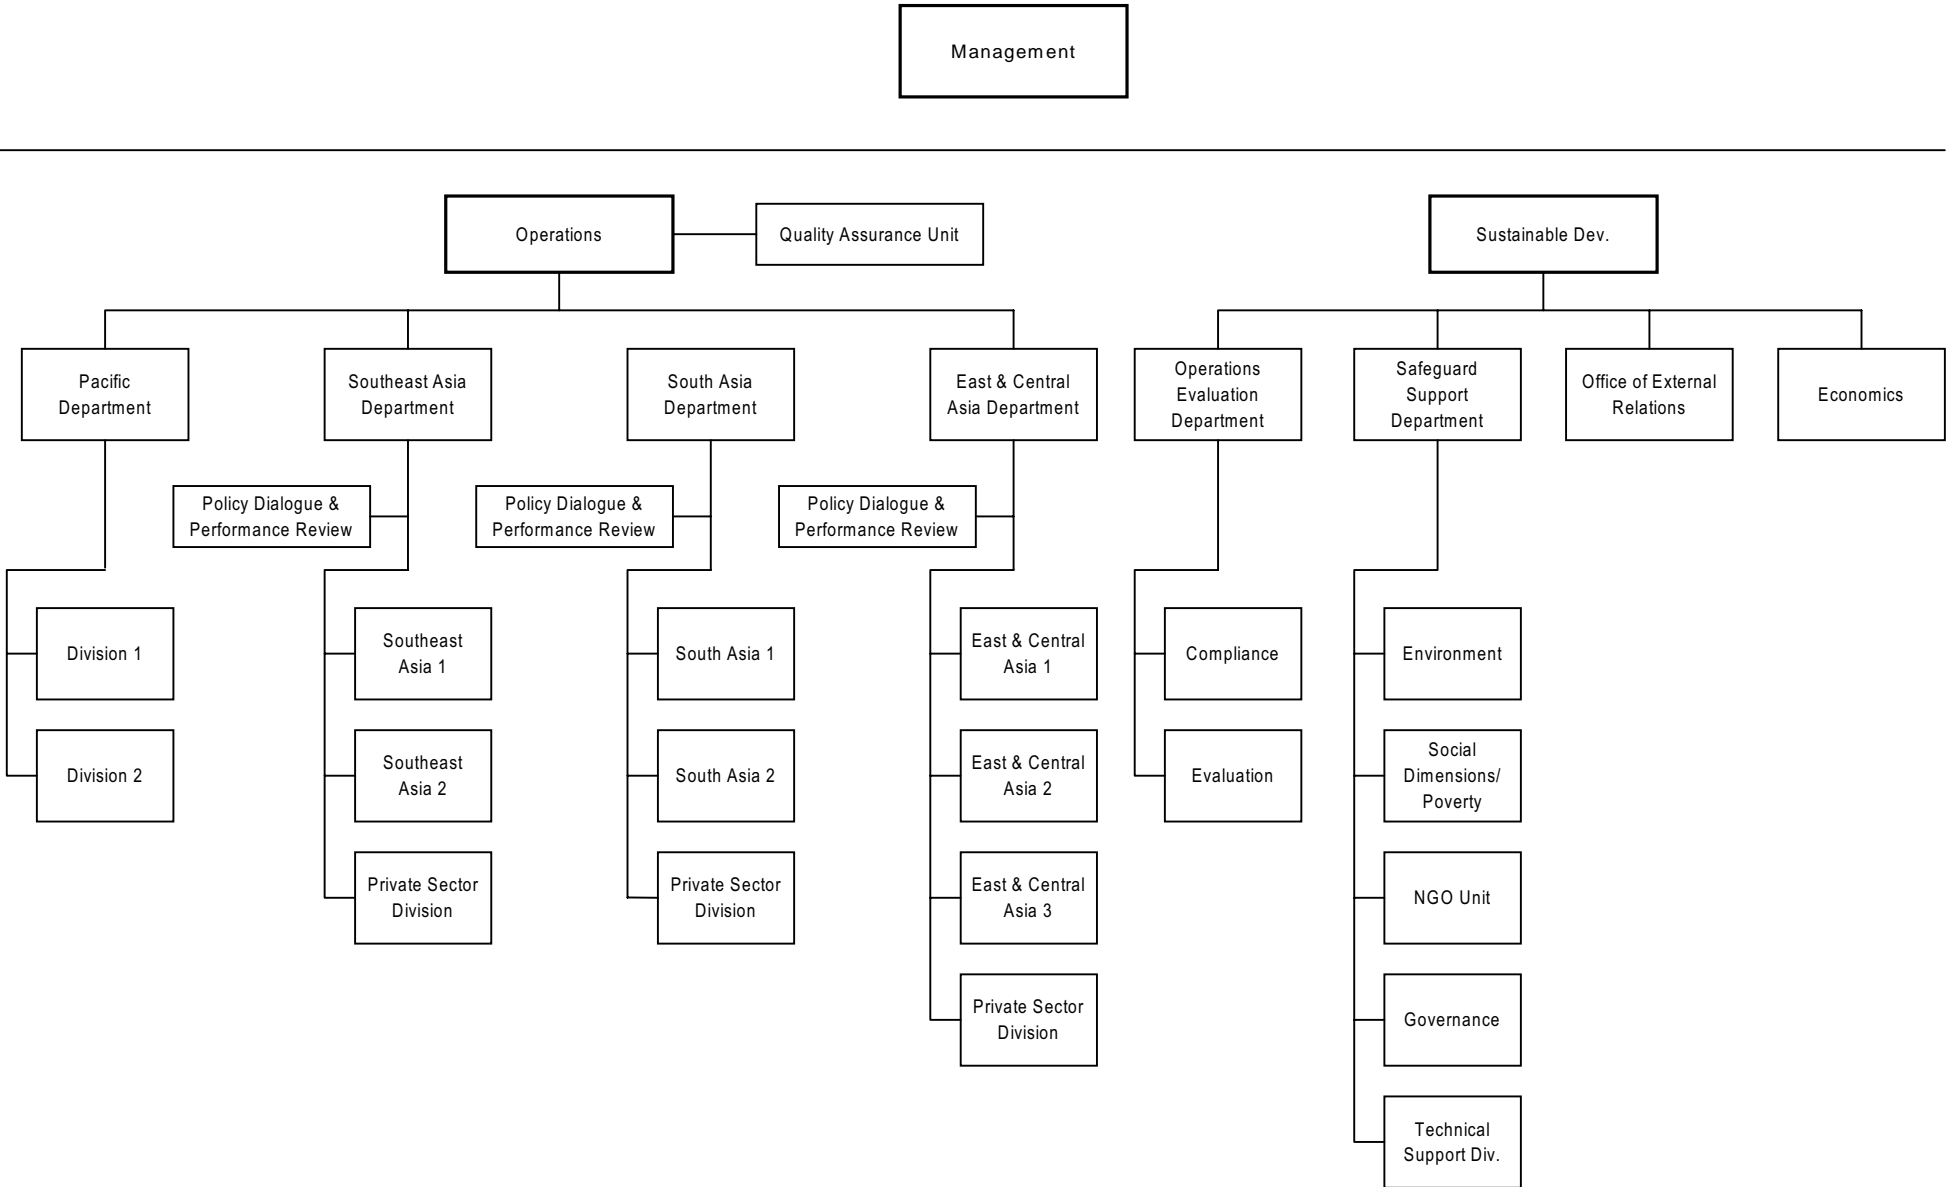 Management
Operations
Quality Assurance Unit
Sustainable Dev.
Pacific
Department
Southeast Asia
Department
South Asia
Department
East & Central
Asia Department
Operations
Evaluation
Department
Safeguard
Support
Department
Office of External
Relations
Economics
Policy Dialogue &
Performance Review
Policy Dialogue &
Performance Review
Policy Dialogue &
Performance Review
Division 1
Southeast
Asia 1
South Asia 1
East & Central
Asia 1
Compliance
Environment
Division 2
Southeast
Asia 2
South Asia 2
East & Central
Asia 2
Evaluation
Social
Dimensions/
Poverty
Private Sector
Division
Private Sector
Division
East & Central
Asia 3
NGO Unit
Private Sector
Division
Governance
Technical
Support Div.